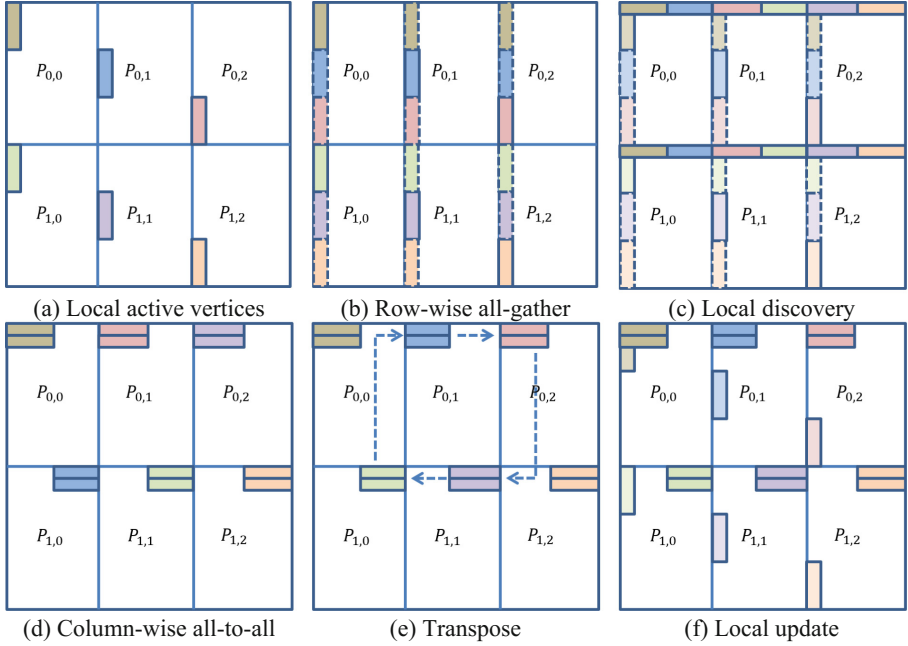 P0,0 P0,1 P0,2 P0,0 P0,1 P0,2 P0,0 P0,1 P0,2
P1,0 P1,1 P1,2 P1,0 P1,1 P1,2 P1,0 P1,1 P1,2
(a) Local active vertices (b) Row-wise all-gather (c) Local discovery
P0,0 P0,1 P0,2 P0,0 P0,1 P0,2 P0,0 P0,1 P0,2
P1,0 P1,1 P1,2 P1,0 P1,1 P1,2 P1,0 P1,1 P1,2
(d) Column-wise all-to-all (e) Transpose (f) Local update